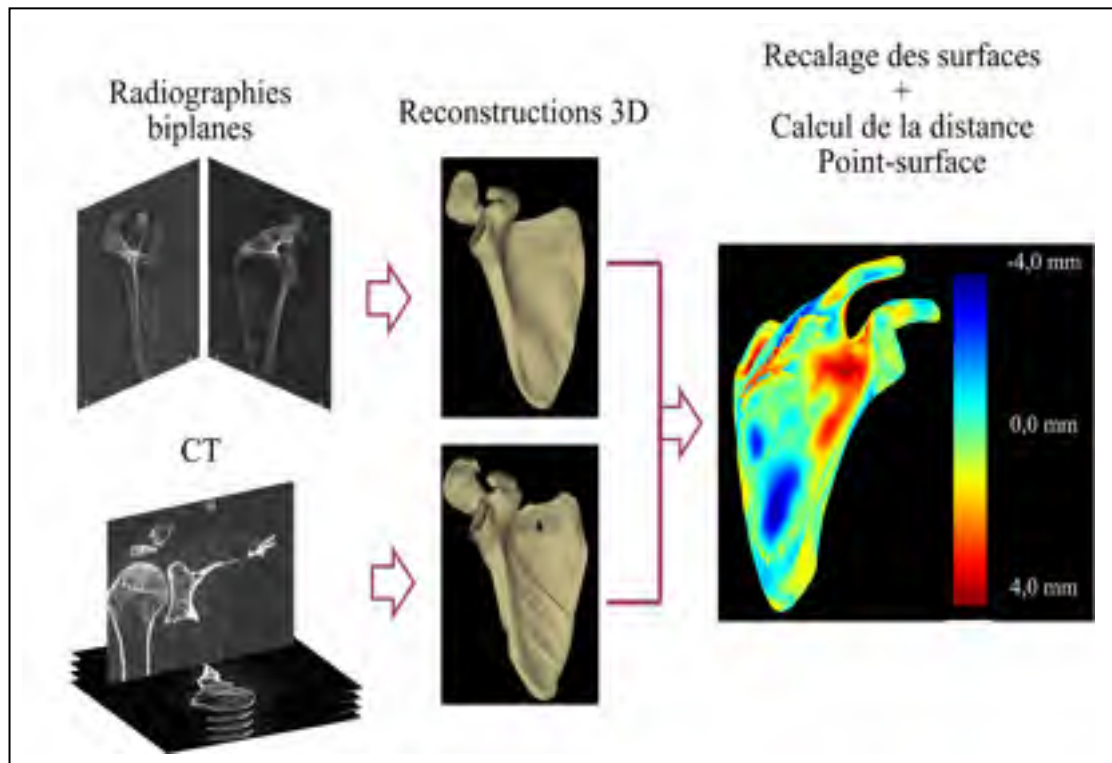 Radiographies
biplanes
Reconstructions 3D
Recalage des surfaces
+
Calcul de la distance
Point-surface
CT
-4,0 mm
0,0 mm
4,0 mm